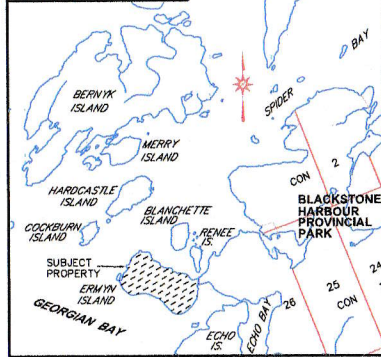 BAY
SPIDER
BERNYK
ISLAND
MERRY
ISLAND
CON 2
HARDCASTLE
ISLAND
BLACKSTONE
HARBOUR
PROVINCIAL
PARK
BLANCHETTE
ISLAND
RENEE
IS.
COCKBURN
ISLAND
SUBJECT
PROPERTY
ERMYN
ISLAND
GEORGIAN BAY
ECHO
IS.
ECHO BAY
26
25
24
CON